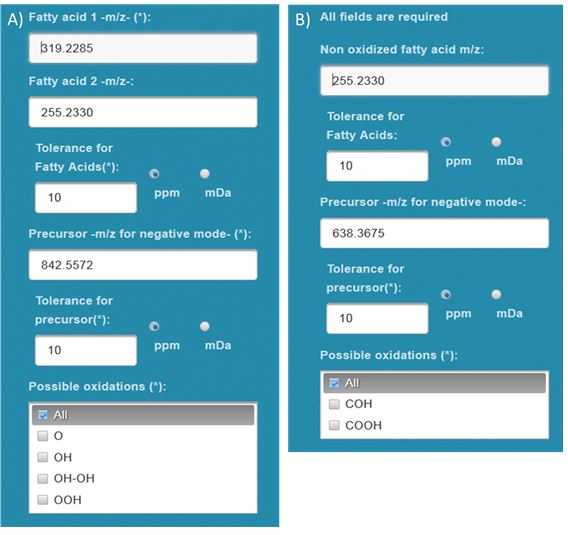 A) Fatty acid 1 -m/z- (*):
319.2285
Fatty acid 2 -m/z-:
255.2330
Tolerance for
Fatty Acids(*):
10
ppm
mDa
Precursor -m/z for negative mode- (*):
842.5572
Tolerance for
precursor(*):
10
ppm
mDa
Possible oxidations (*):
All
O
OH
OH-OH
OOH
B) All fields are required
Non oxidized fatty acid m/z:
255.2330
Tolerance for
Fatty Acids:
10
ppm
mDa
Precursor -m/z for negative mode-:
638.3675
Tolerance for
precursor(*):
10
ppm
mDa
Possible oxidations (*):
All
COH
COOH